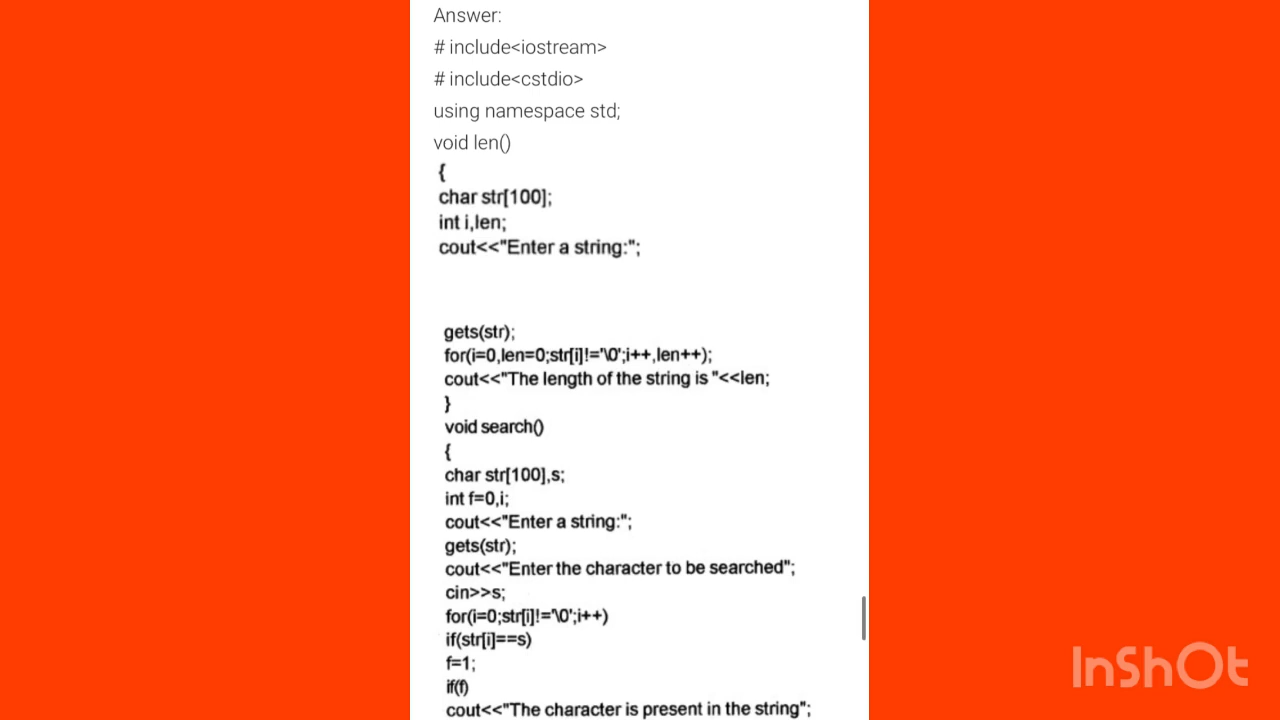 Answer:
# include<iostream>
# include<cstdio>
using namespace std;
void len()
{
char str[100];
int i,len;
cout<<"Enter a string:";
gets(str);
for(i=0,len=0;str[i]!='\0';i++,len++);
cout<<"The length of the string is "<<len;
}
void search()
{
char str[100],s;
int f=0,i;
cout<<"Enter a string:";
gets(str);
cout<<"Enter the character to be searched";
cin>>s;
for(i=0;str[i]!='\0';i++)
if(str[i]==s)
f=1;
if(f)
cout<<"The character is present in the string";
InShOt